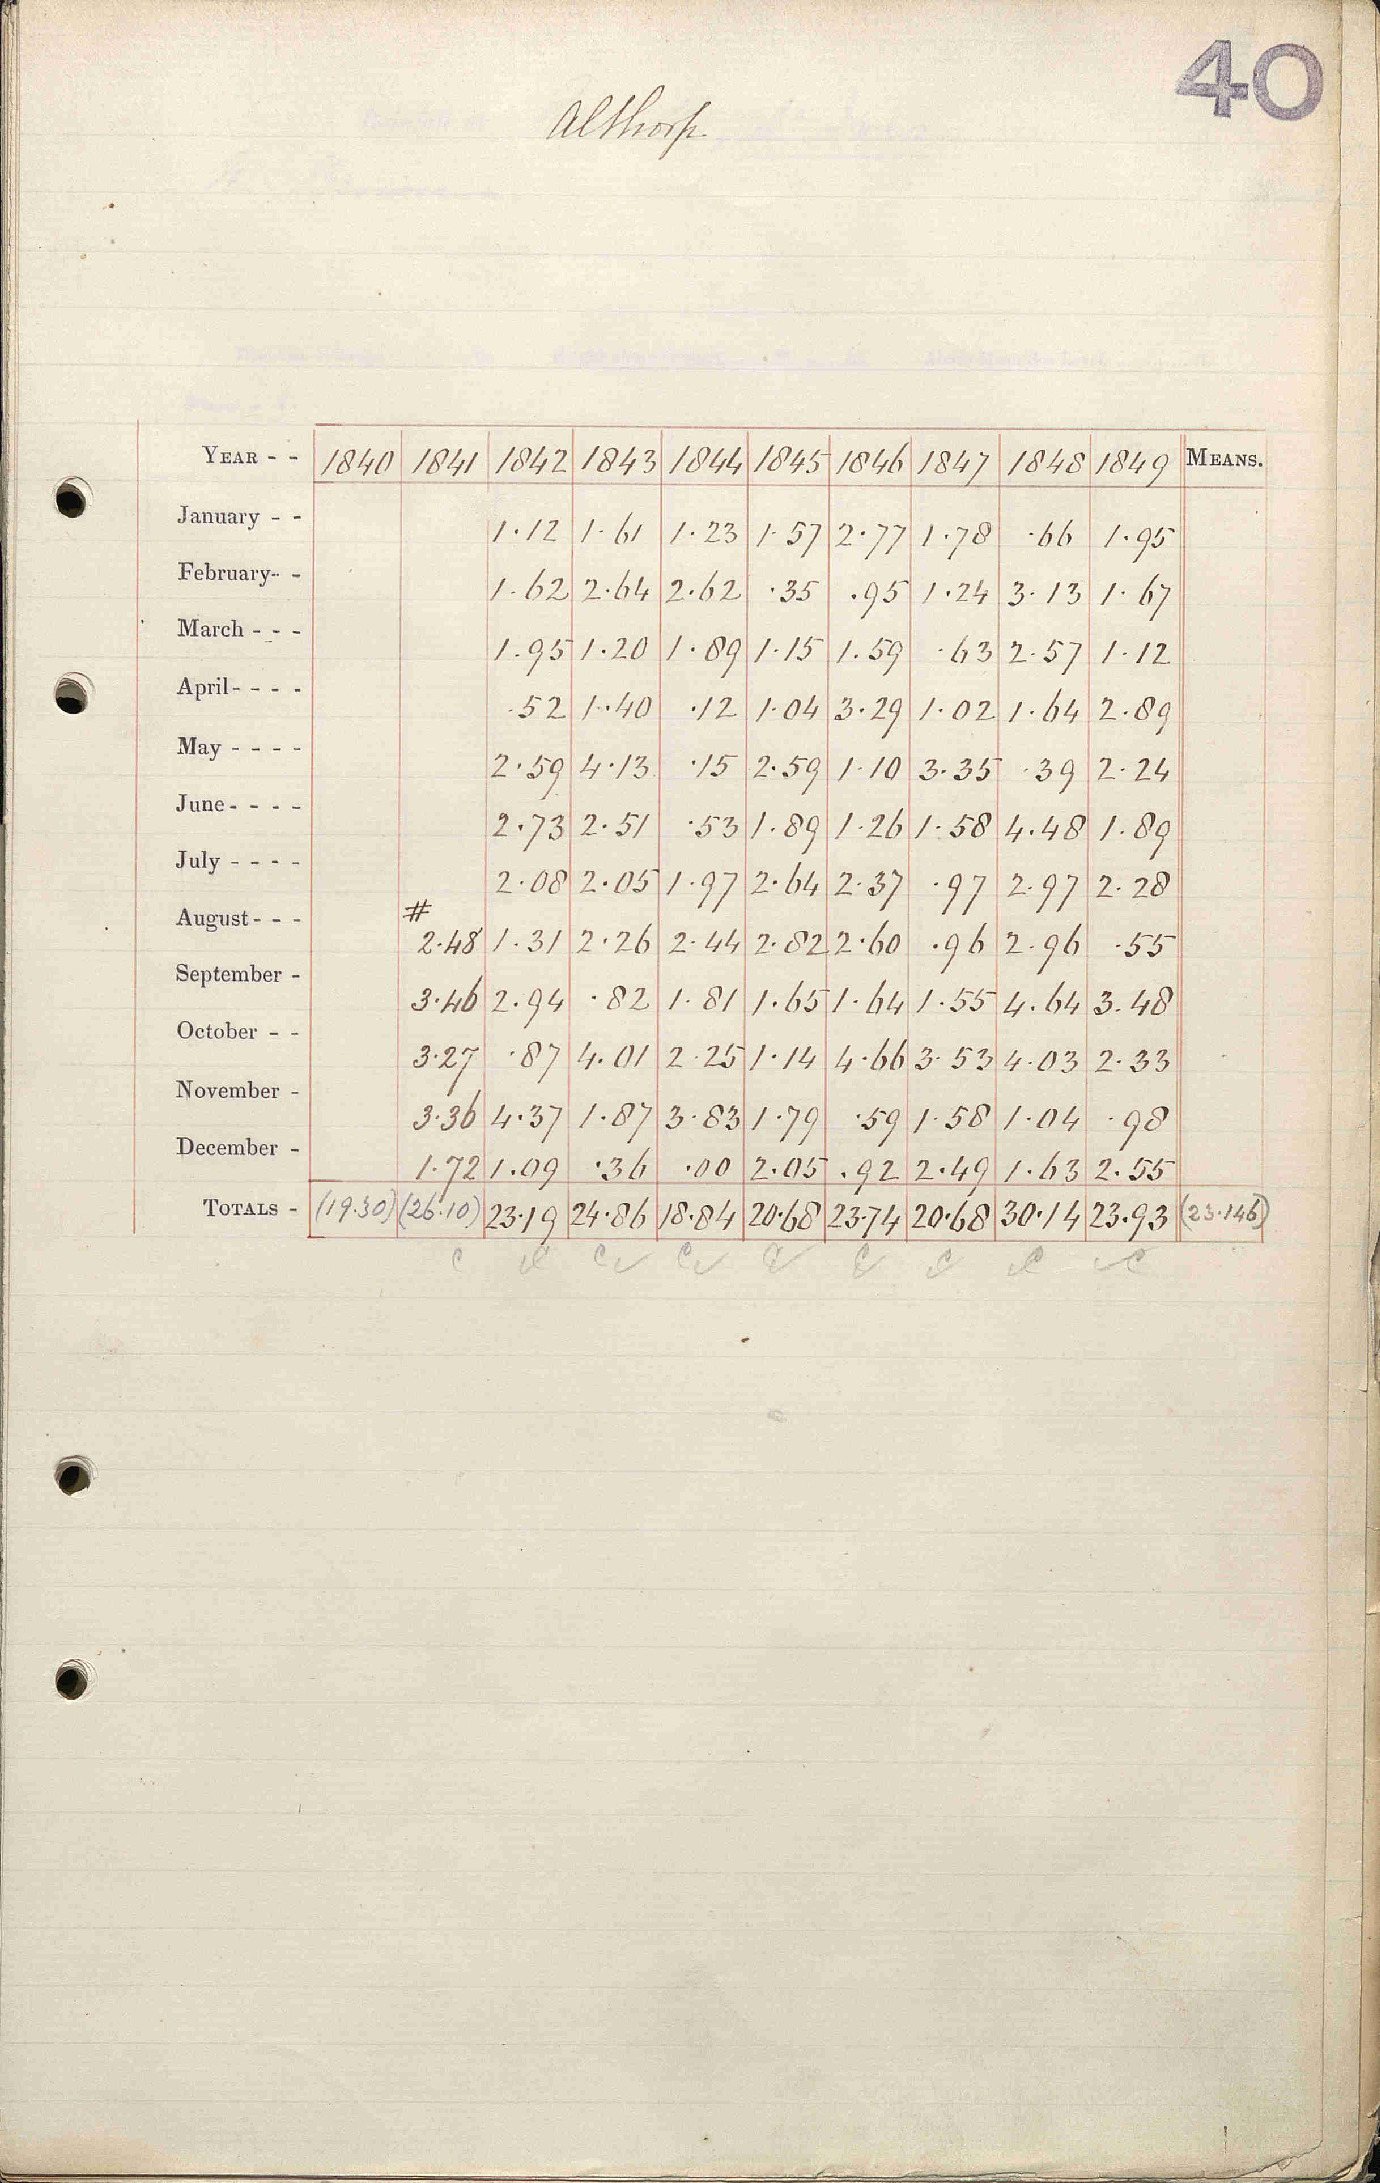 40
Althorp
YEAR - - 1840 1841 1842 1843 1844 1845 1846 1847 1848 1849 MEANS.
January - - 1.12 1.61 1.23 1.57 2.77 1.78 .66 1.95
February - - 1.62 2.64 2.62 .35 .95 1.24 3.13 1.67
March - - - 1.95 1.20 1.89 1.15 1.59 .63 2.57 1.12
April - - - - .52 1.40 .12 1.04 3.29 1.02 1.64 2.89
May - - - - 2.59 4.13 .15 2.59 1.10 3.35 .39 2.24
June - - - - 2.73 2.51 .53 1.89 1.26 1.58 4.48 1.89
July - - - - 2.08 2.05 1.97 2.64 2.37 .97 2.97 2.28
#
August - - - 2.48 1.31 2.26 2.44 2.82 2.60 .96 2.96 .55
September - 3.46 2.94 .82 1.81 1.65 1.64 1.55 4.64 3.48
October - - 3.27 .87 4.01 2.25 1.14 4.66 3.53 4.03 2.33
November - 3.36 4.37 1.87 3.83 1.79 .59 1.58 1.04 .98
December - 1.72 1.09 .36 .00 2.05 .92 2.49 1.63 2.55
TOTALS - (19.30) (26.10) 23.19 24.86 18.84 20.68 23.74 20.68 30.14 23.93 (23.146)